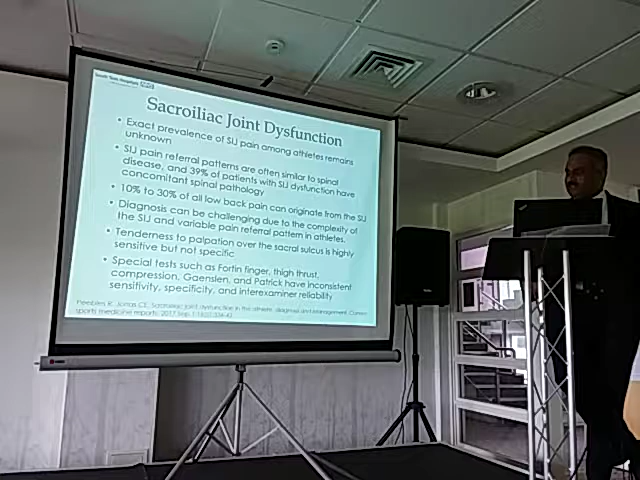 South Tees Hospitals NHS
Sacroiliac Joint Dysfunction
• Exact prevalence of SIJ pain among athletes remains
unknown
• SIJ pain referral patterns are often similar to spinal
disease, and 39% of patients with SIJ dysfunction have
concomitant spinal pathology
• 10% to 30% of all low back pain can originate from the SIJ
• Diagnosis can be challenging due to the complexity of
the SIJ and variable pain referral pattern in athletes.
• Tenderness to palpation over the sacral sulcus is highly
sensitive but not specific
• Special tests such as Fortin finger, thigh thrust,
compression, Gaenslen, and Patrick have inconsistent
sensitivity, specificity, and interexaminer reliability
Peebles R, Jonas CE. Sacroiliac joint dysfunction in the athlete: diagnosis and management. Current
sports medicine reports. 2017 Sep